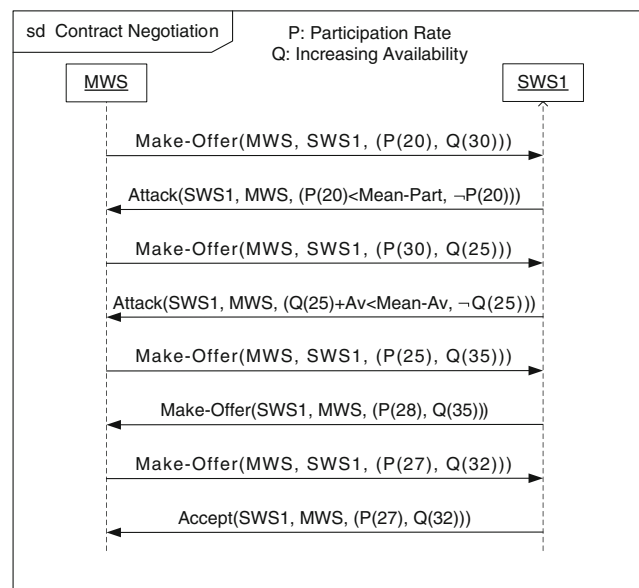 sd Contract Negotiation
P: Participation Rate
Q: Increasing Availability
MWS
SWS1
Make-Offer(MWS, SWS1, (P(20), Q(30)))
Attack(SWS1, MWS, (P(20)<Mean-Part, ¬P(20)))
Make-Offer(MWS, SWS1, (P(30), Q(25)))
Attack(SWS1, MWS, (Q(25)+Av<Mean-Av, ¬Q(25)))
Make-Offer(MWS, SWS1, (P(25), Q(35)))
Make-Offer(SWS1, MWS, (P(28), Q(35)))
Make-Offer(MWS, SWS1, (P(27), Q(32)))
Accept(SWS1, MWS, (P(27), Q(32)))